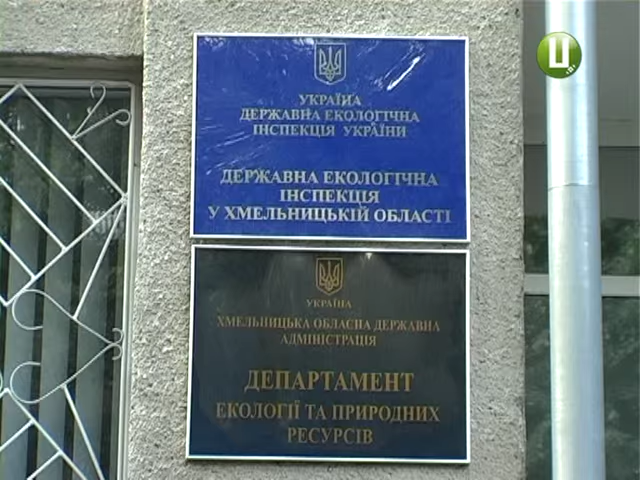 УКРАЇНА
ДЕРЖАВНА ЕКОЛОГІЧНА
ІНСПЕКЦІЯ УКРАЇНИ
ДЕРЖАВНА ЕКОЛОГІЧНА
ІНСПЕКЦІЯ
У ХМЕЛЬНИЦЬКІЙ ОБЛАСТІ
УКРАЇНА
ХМЕЛЬНИЦЬКА ОБЛАСНА ДЕРЖАВНА
АДМІНІСТРАЦІЯ
ДЕПАРТАМЕНТ
ЕКОЛОГІЇ ТА ПРИРОДНИХ
РЕСУРСІВ
Ц